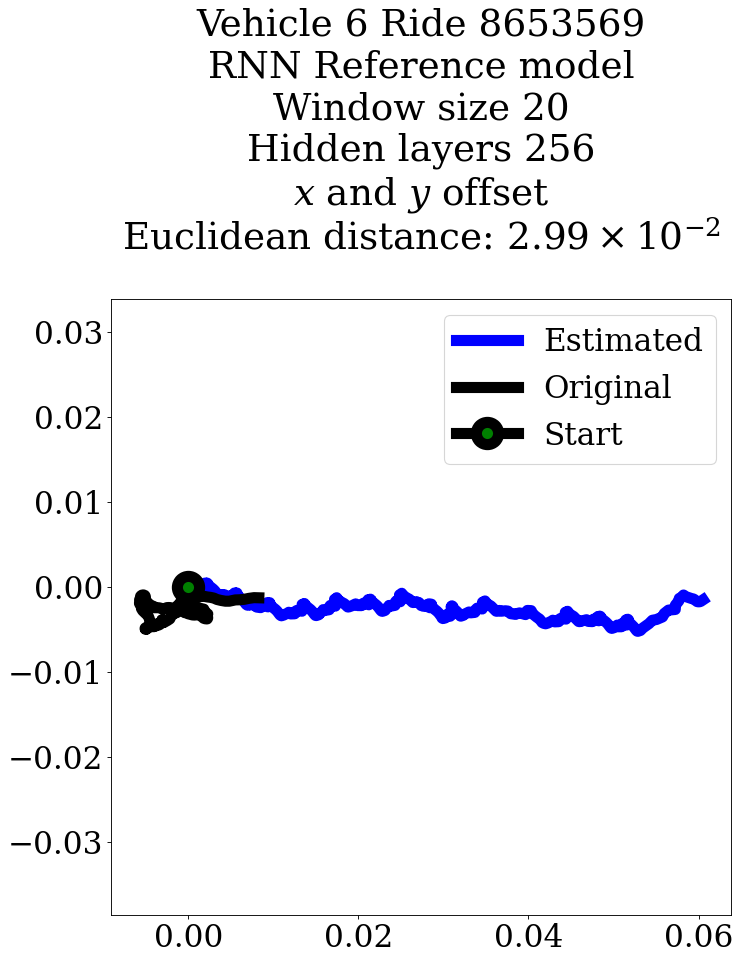 Vehicle 6 Ride 8653569
RNN Reference model
Window size 20
Hidden layers 256
x and y offset
Euclidean distance: 2.99 × 10⁻²
Estimated
Original
Start
0.03
0.02
0.01
0.00
−0.01
−0.02
−0.03
0.00 0.02 0.04 0.06